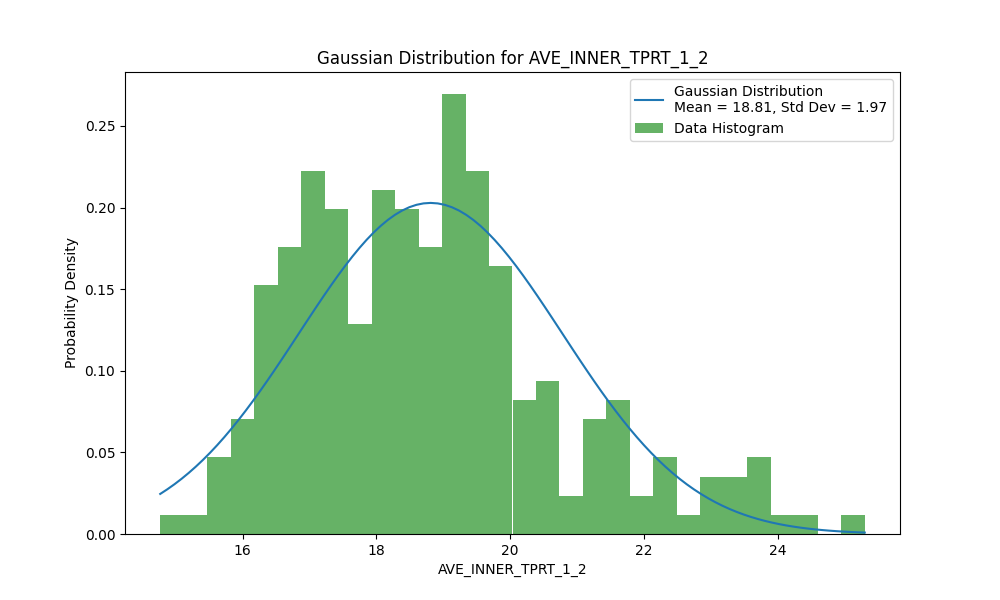 Gaussian Distribution for AVE_INNER_TPRT_1_2
Gaussian Distribution
Mean = 18.81, Std Dev = 1.97
Data Histogram
Probability Density
0.25
0.20
0.15
0.10
0.05
0.00
16 18 20 22 24
AVE_INNER_TPRT_1_2